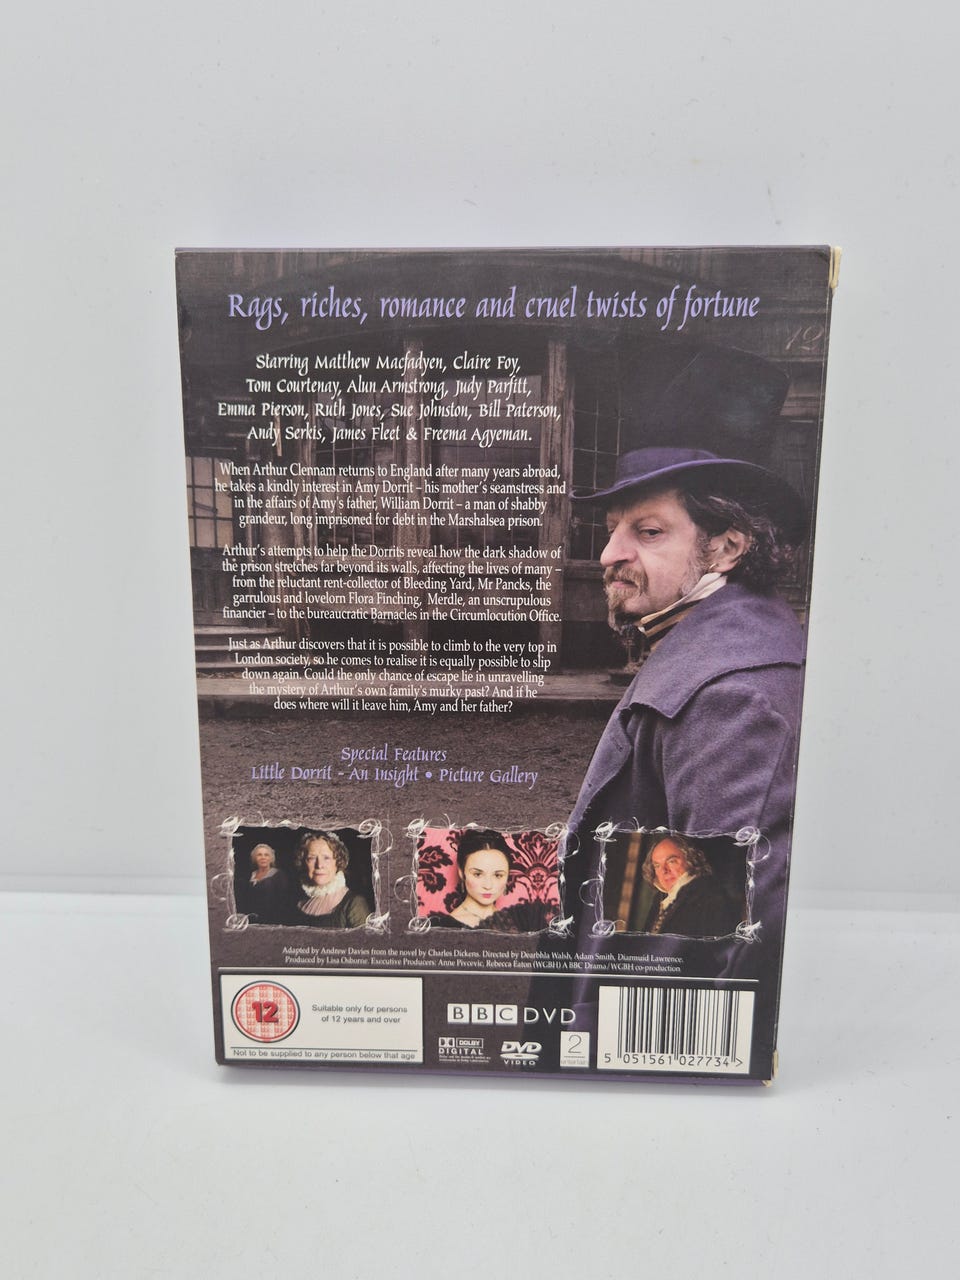 Rags, riches, romance and cruel twists of fortune
Starring Matthew Macfadyen, Claire Foy,
Tom Courtenay, Alun Armstrong, Judy Parfitt,
Emma Pierson, Ruth Jones, Sue Johnston, Bill Paterson,
Andy Serkis, James Fleet & Freema Agyeman.
When Arthur Clennam returns to England after many years abroad,
he takes a kindly interest in Amy Dorrit – his mother's seamstress and
in the affairs of Amy's father, William Dorrit – a man of shabby
grandeur, long imprisoned for debt in the Marshalsea prison.
Arthur's attempts to help the Dorrits reveal how the dark shadow of
the prison stretches far beyond its walls, affecting the lives of many –
from the reluctant rent-collector of Bleeding Yard, Mr Pancks, the
garrulous and lovelorn Flora Finching, Merdle, an unscrupulous
financier – to the bureaucratic Barnacles in the Circumlocution Office.
Just as Arthur discovers that it is possible to climb to the very top in
London society, so he comes to realise it is equally possible to slip
down again. Could the only chance of escape lie in unravelling
the mystery of Arthur's own family's murky past? And if he
does where will it leave him, Amy and her father?
Special Features
Little Dorrit - An Insight • Picture Gallery
Adapted by Andrew Davies from the novel by Charles Dickens. Directed by Dearbhla Walsh, Adam Smith, Diarmuid Lawrence.
Produced by Lisa Osborne. Executive Producers: Anne Pivcevic, Rebecca Eaton (WGBH) A BBC Drama/WGBH co-production
12
Suitable only for persons
of 12 years and over
Not to be supplied to any person below that age
BBC DVD
DOLBY
DIGITAL
DVD
VIDEO
2
5 051561 027734 >
12